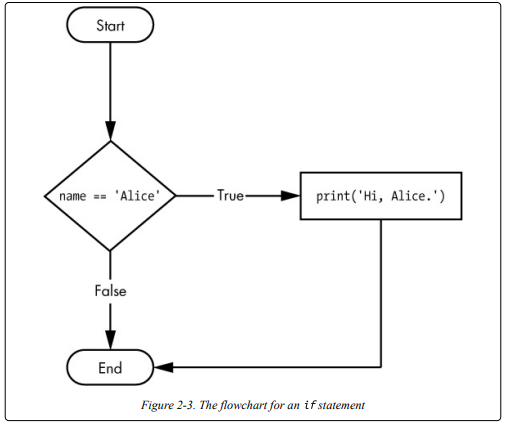 Start
name == 'Alice'
True
print('Hi, Alice.')
False
End
Figure 2-3. The flowchart for an if statement